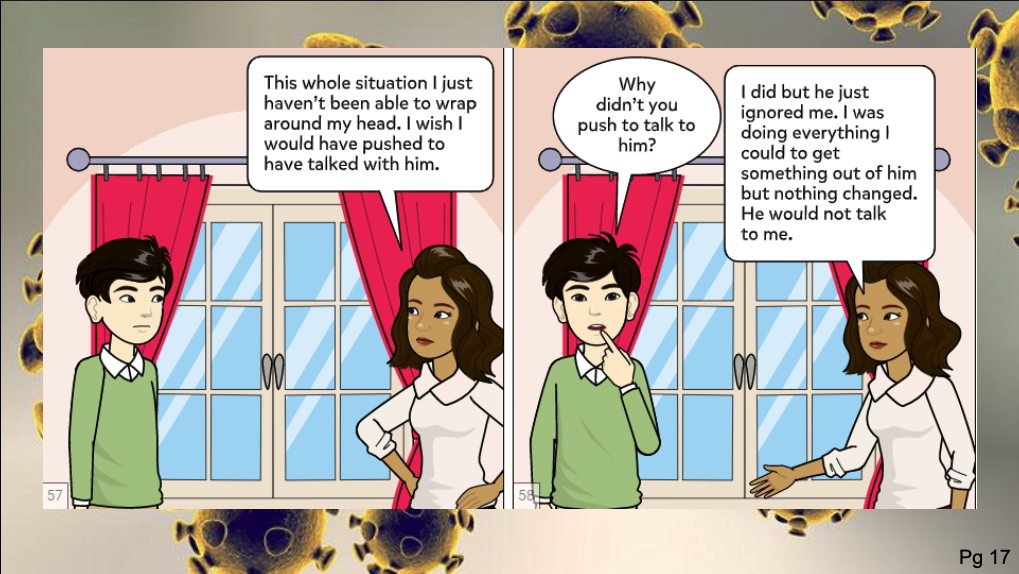 This whole situation I just
haven't been able to wrap
around my head. I wish I
would have pushed to
have talked with him.
57
Why
didn't you
push to talk to
him?
I did but he just
ignored me. I was
doing everything I
could to get
something out of him
but nothing changed.
He would not talk
to me.
58
Pg 17